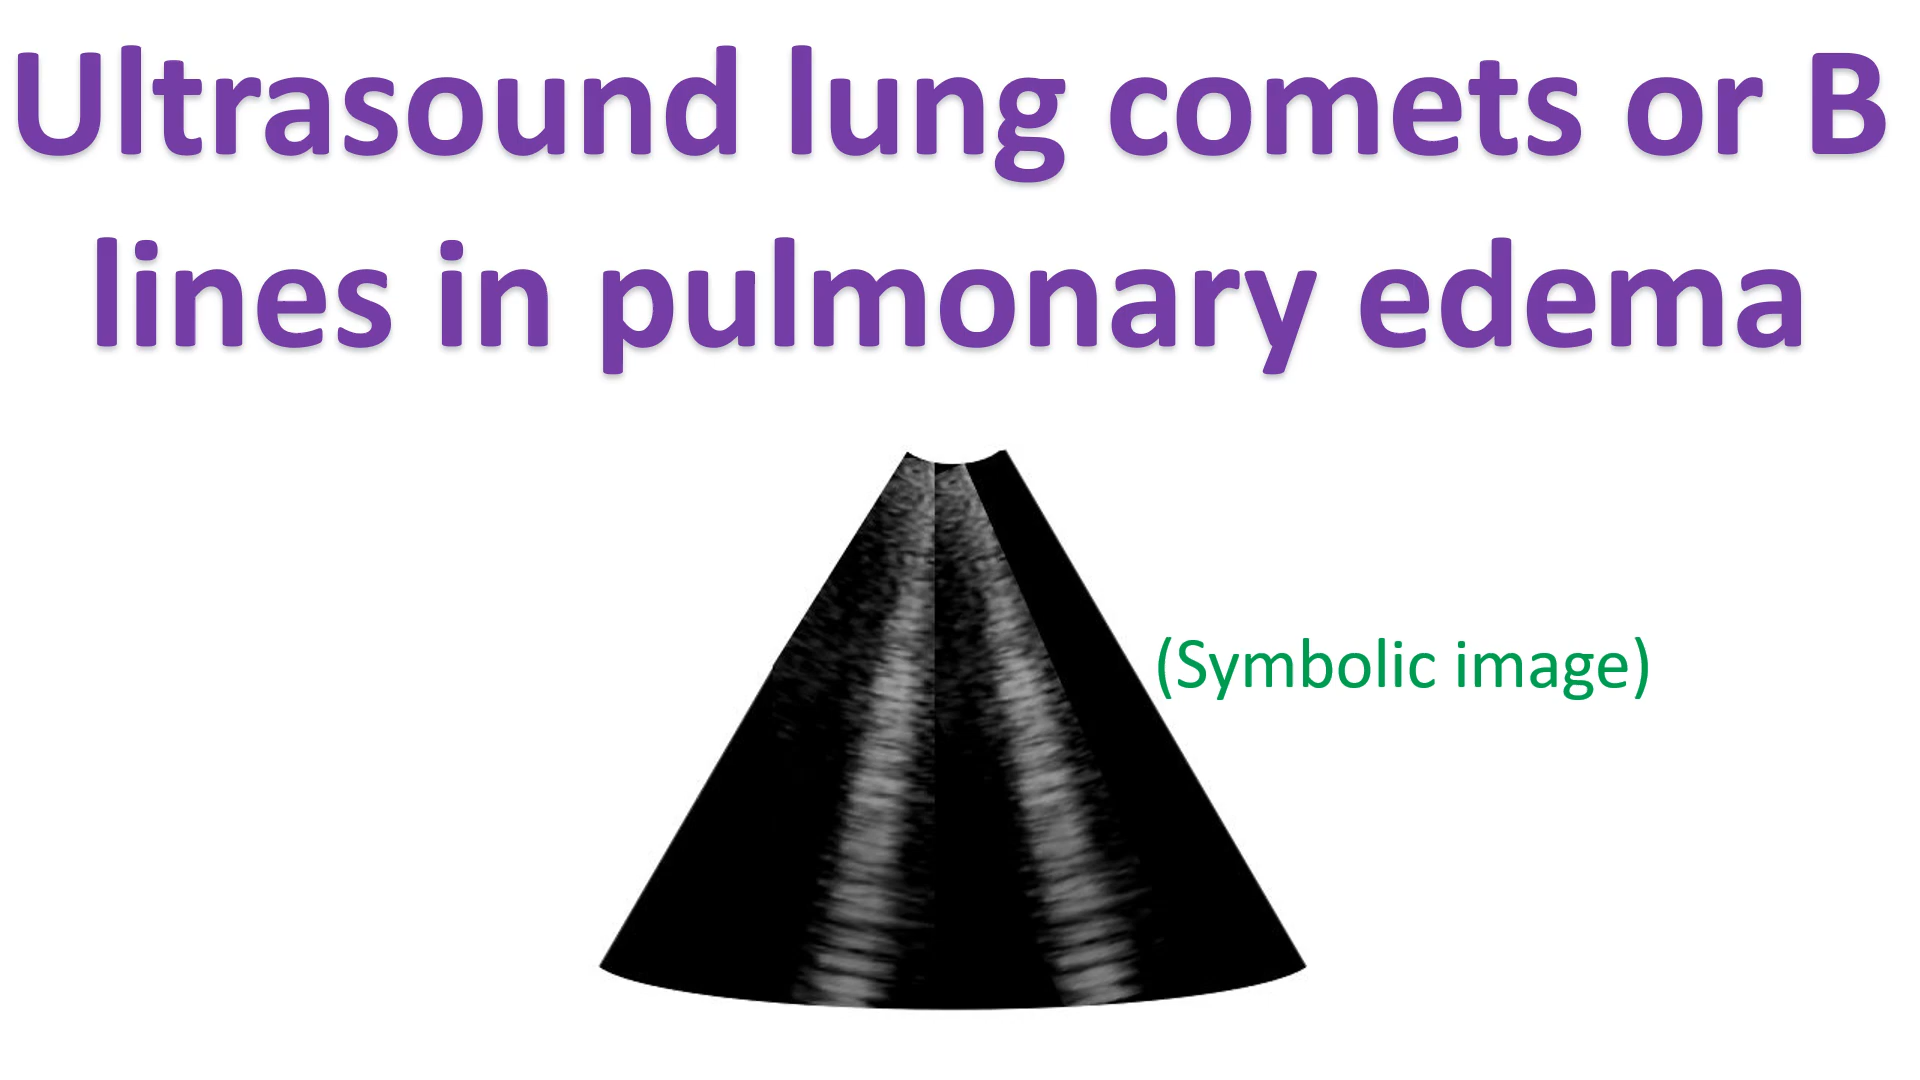 Ultrasound lung comets or B
lines in pulmonary edema
(Symbolic image)